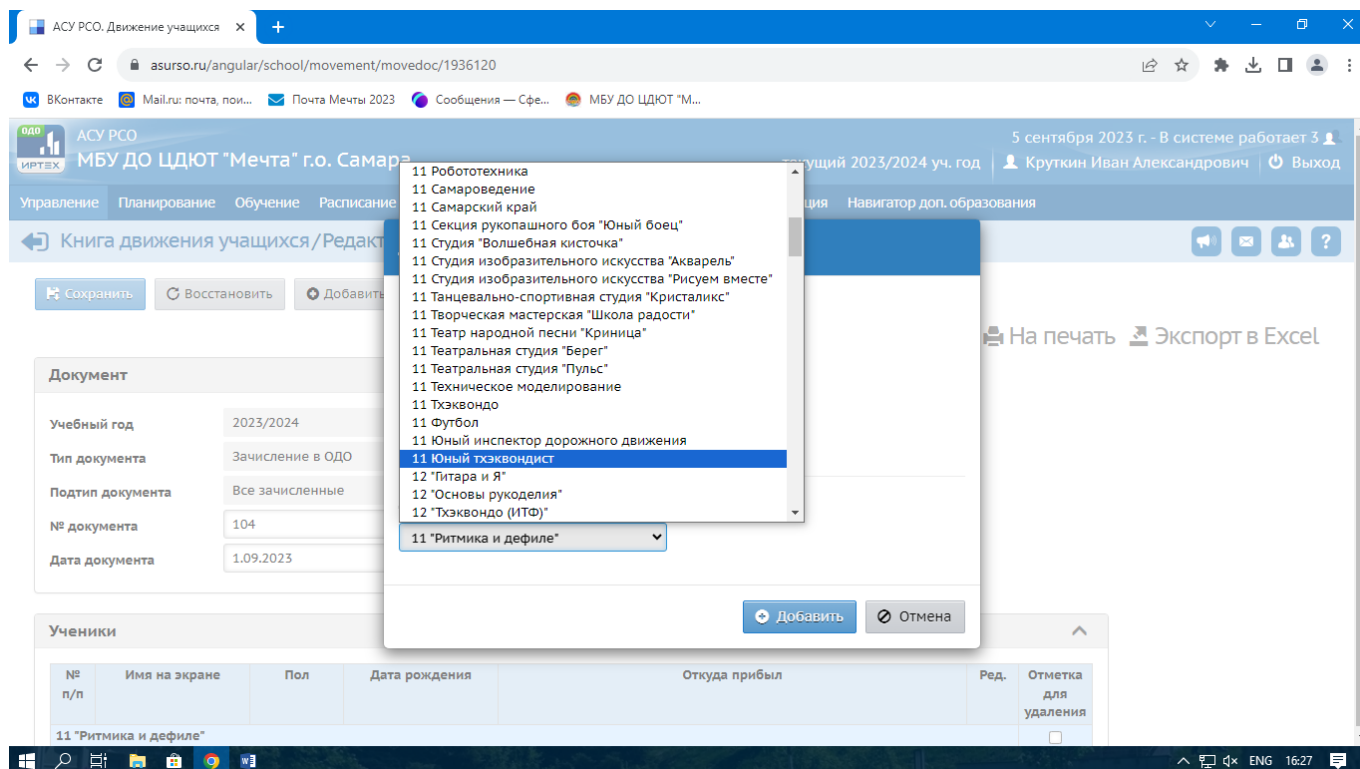 АСУ РСО. Движение учащихся
asurso.ru/angular/school/movement/movedoc/1936120
ВКонтакте Mail.ru: почта, пои... Почта Мечты 2023 Сообщения — Сфе... МБУ ДО ЦДЮТ "М...
ОДО
ИРТЕХ
АСУ РСО
МБУ ДО ЦДЮТ "Мечта" г.о. Самара
5 сентября 2023 г. - В системе работает 3
текущий 2023/2024 уч. год Круткин Иван Александрович Выход
Управление Планирование Обучение Расписание Навигатор доп. образования
Книга движения учащихся/Редакт
Сохранить Восстановить Добавить
На печать Экспорт в Excel
11 Робототехника
11 Самароведение
11 Самарский край
11 Секция рукопашного боя "Юный боец"
11 Студия "Волшебная кисточка"
11 Студия изобразительного искусства "Акварель"
11 Студия изобразительного искусства "Рисуем вместе"
11 Танцевально-спортивная студия "Кристаликс"
11 Творческая мастерская "Школа радости"
11 Театр народной песни "Криница"
11 Театральная студия "Берег"
11 Театральная студия "Пульс"
11 Техническое моделирование
11 Тхэквондо
11 Футбол
11 Юный инспектор дорожного движения
11 Юный тхэквондист
12 "Гитара и Я"
12 "Основы рукоделия"
12 "Тхэквондо (ИТФ)"
11 "Ритмика и дефиле"
Добавить Отмена
Документ
Учебный год 2023/2024
Тип документа Зачисление в ОДО
Подтип документа Все зачисленные
№ документа 104
Дата документа 1.09.2023
Ученики
№ п/п Имя на экране Пол Дата рождения Откуда прибыл Ред. Отметка для удаления
11 "Ритмика и дефиле"
ENG 16:27